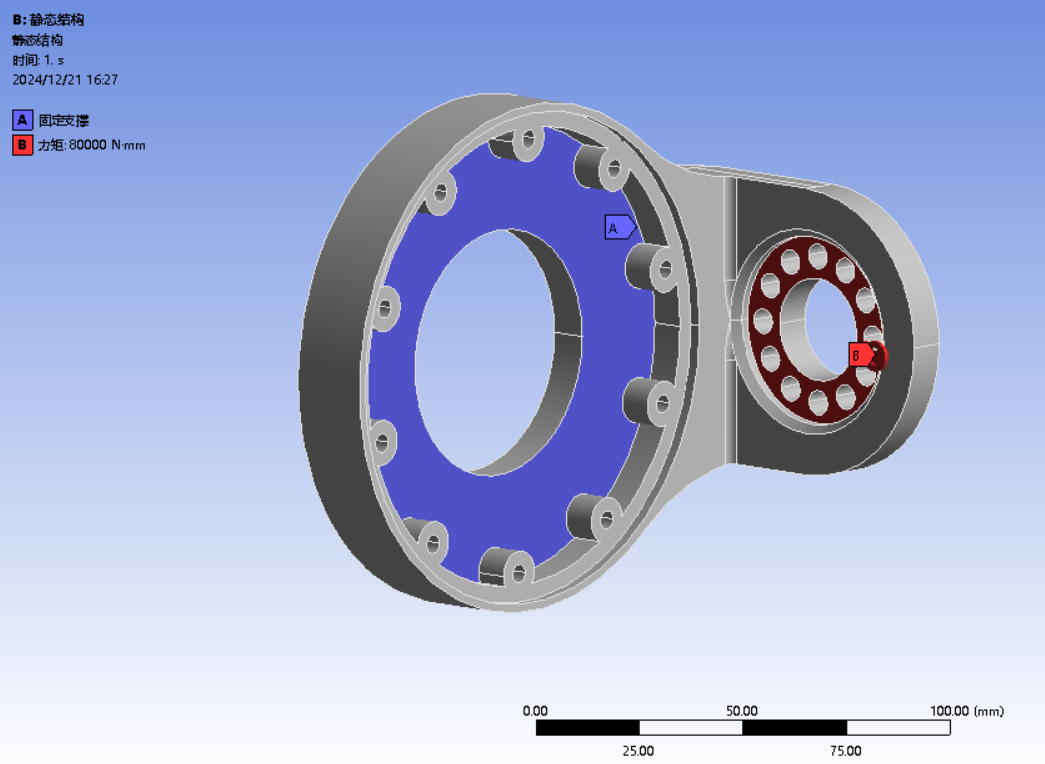 B: 静态结构
静态结构
时间: 1. s
2024/12/21 16:27
A 固定支撑
B 力矩: 80000 N·mm
A
B
0.00 50.00 100.00 (mm)
25.00 75.00